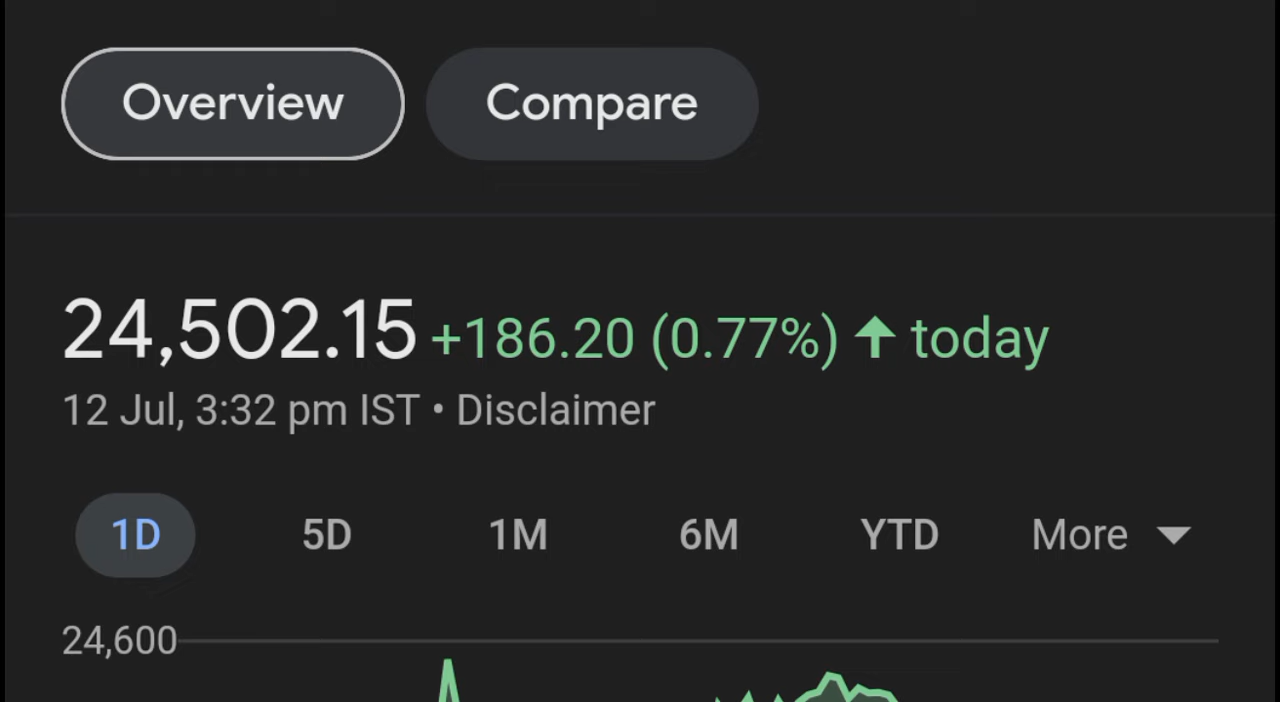 Overview Compare
24,502.15 +186.20 (0.77%) ↑ today
12 Jul, 3:32 pm IST • Disclaimer
1D 5D 1M 6M YTD More
24,600